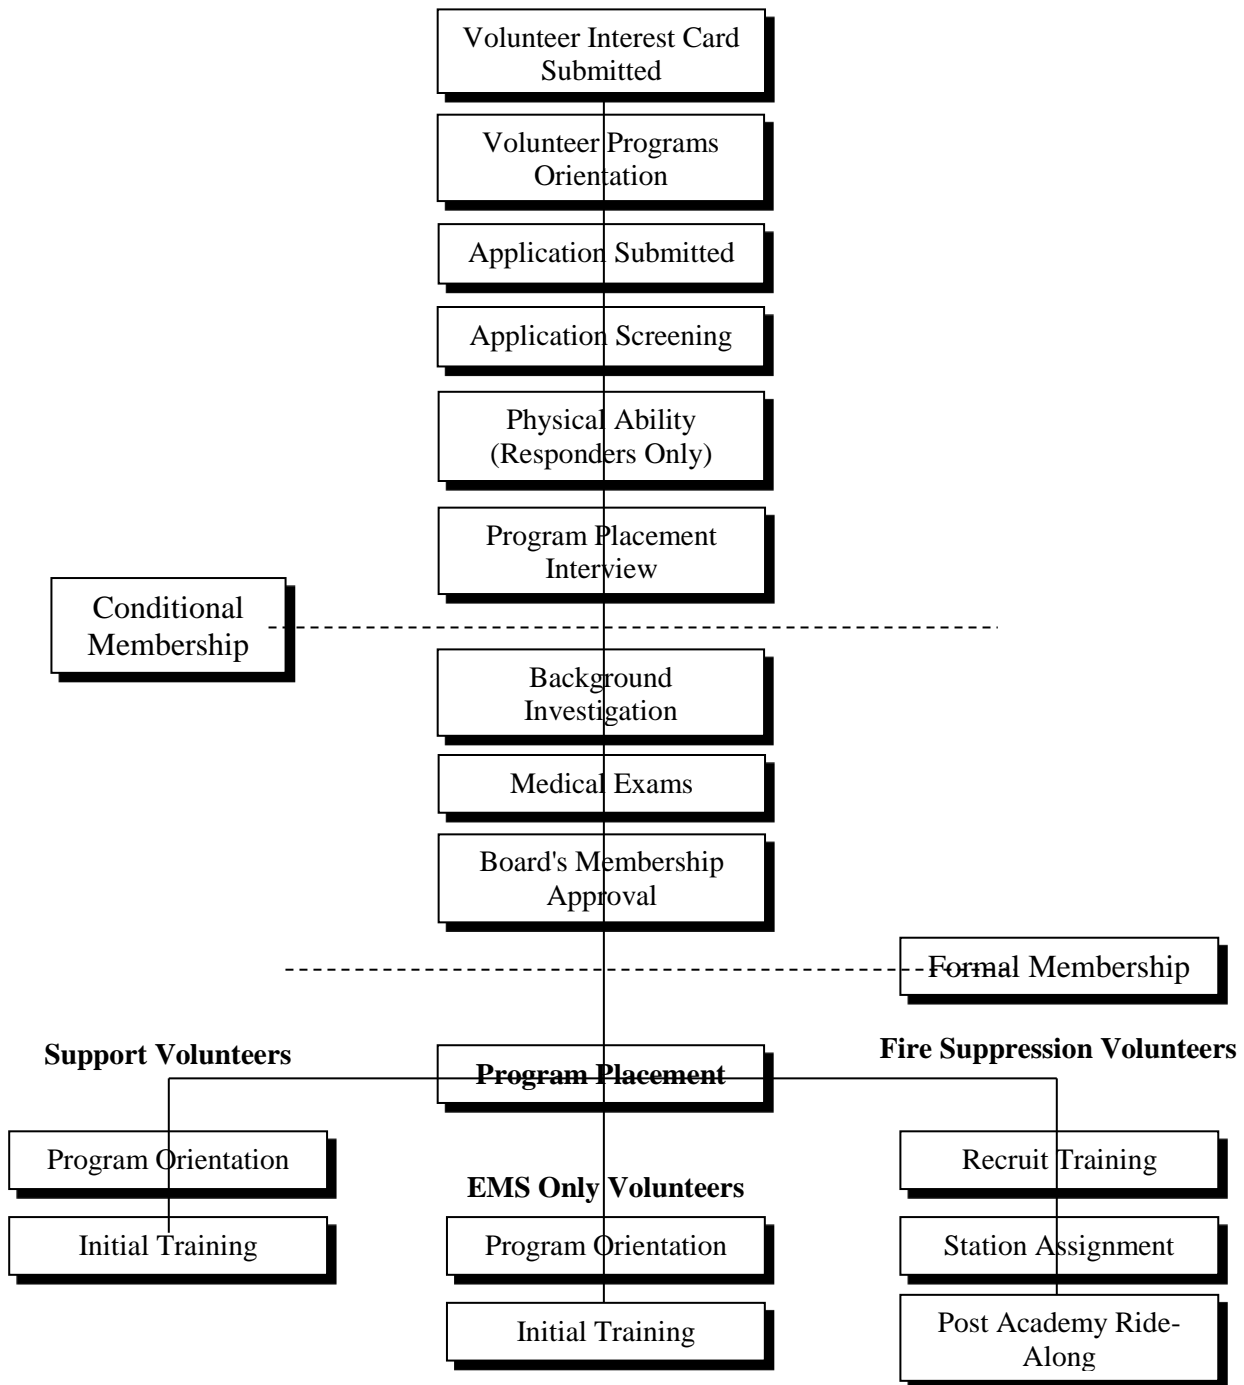 Volunteer Interest Card
Submitted
Volunteer Programs
Orientation
Application Submitted
Application Screening
Physical Ability
(Responders Only)
Program Placement
Interview
Conditional
Membership
Background
Investigation
Medical Exams
Board's Membership
Approval
Formal Membership
Support Volunteers
Program Placement
Fire Suppression Volunteers
Program Orientation
Initial Training
EMS Only Volunteers
Program Orientation
Initial Training
Recruit Training
Station Assignment
Post Academy Ride-
Along